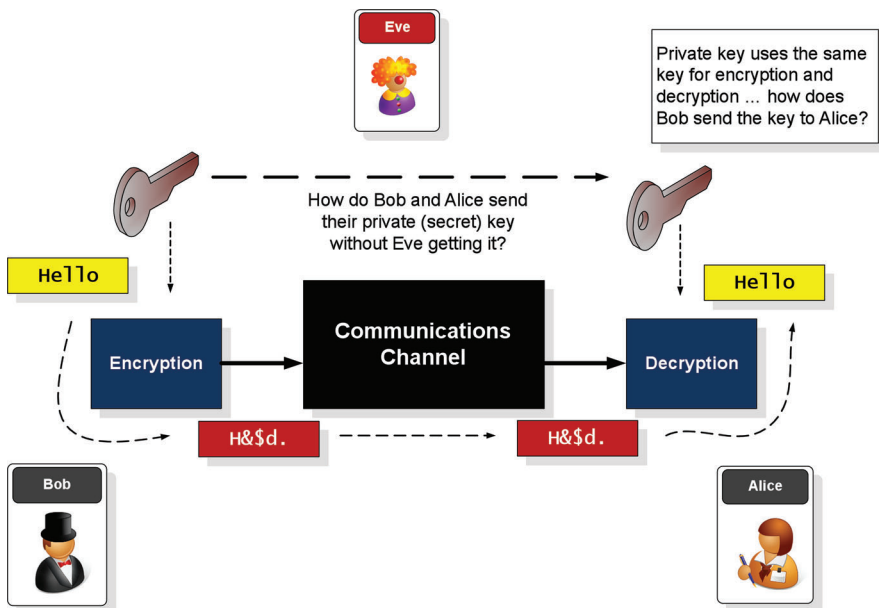 Eve
Private key uses the same
key for encryption and
decryption ... how does
Bob send the key to Alice?
How do Bob and Alice send
their private (secret) key
without Eve getting it?
Hello
Hello
Encryption
Communications
Channel
Decryption
H&$d.
H&$d.
Bob
Alice